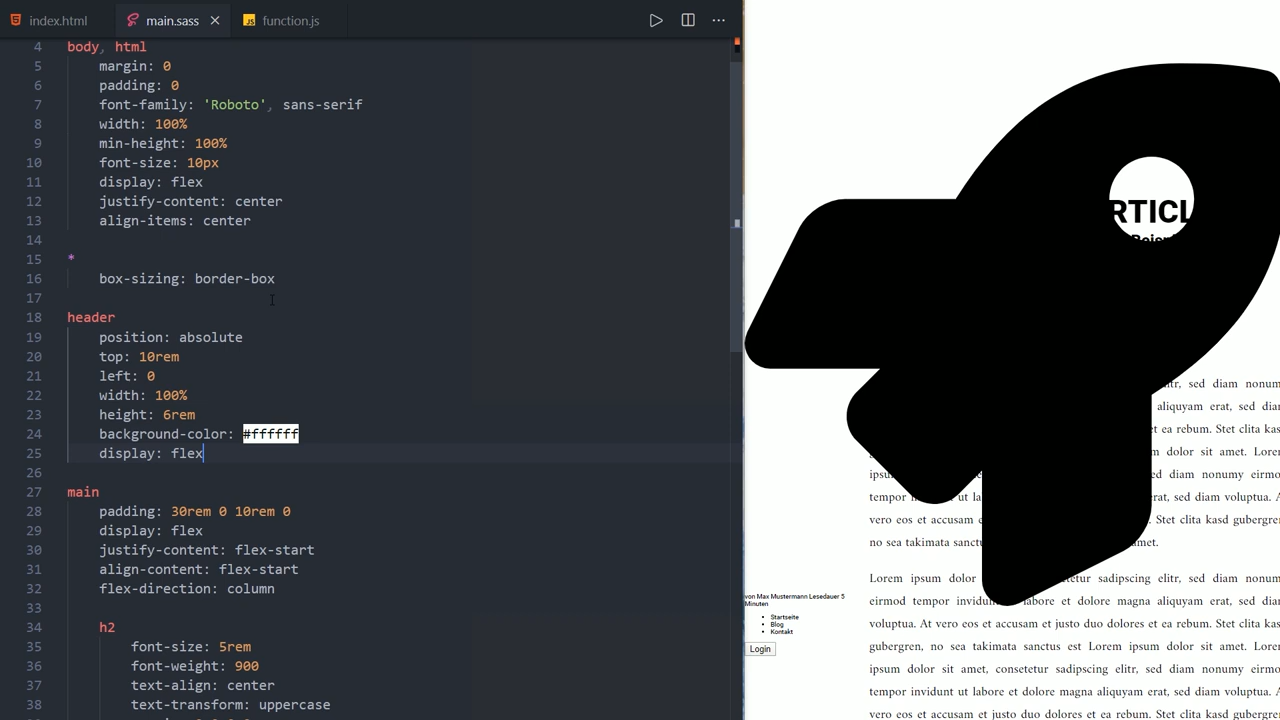 index.html
main.sass
function.js
4 body, html
5 margin: 0
6 padding: 0
7 font-family: 'Roboto', sans-serif
8 width: 100%
9 min-height: 100%
10 font-size: 10px
11 display: flex
12 justify-content: center
13 align-items: center
14
15 *
16 box-sizing: border-box
17
18 header
19 position: absolute
20 top: 10rem
21 left: 0
22 width: 100%
23 height: 6rem
24 background-color: #ffffff
25 display: flex
26
27 main
28 padding: 30rem 0 10rem 0
29 display: flex
30 justify-content: flex-start
31 align-content: flex-start
32 flex-direction: column
33
34 h2
35 font-size: 5rem
36 font-weight: 900
37 text-align: center
38 text-transform: uppercase
RTICL
sed diam nonum
aliquyam erat, sed dia
et ea rebum. Stet clita kas
dolor sit amet. Lore
sed diam nonumy eirmo
tempor ut la erat, sed diam voluptua. A
vero eos et accusam Stet clita kasd gubergren
no sea takimata sanctu amet.
Lorem ipsum dolor tetur sadipscing elitr, sed diam nonum
eirmod tempor invidunt labore et dolore magna aliquyam erat, sed dia
voluptua. At vero eos et accusam et justo duo dolores et ea rebum. Stet clita kas
gubergren, no sea takimata sanctus est Lorem ipsum dolor sit amet. Lore
ipsum dolor sit amet, consetetur sadipscing elitr, sed diam nonumy eirmo
tempor invidunt ut labore et dolore magna aliquyam erat, sed diam voluptua. A
vero eos et accusam et justo duo dolores et ea rebum. Stet clita kasd gubergren
von Max Mustermann Lesedauer 5
Minuten
Startseite
Blog
Kontakt
Login